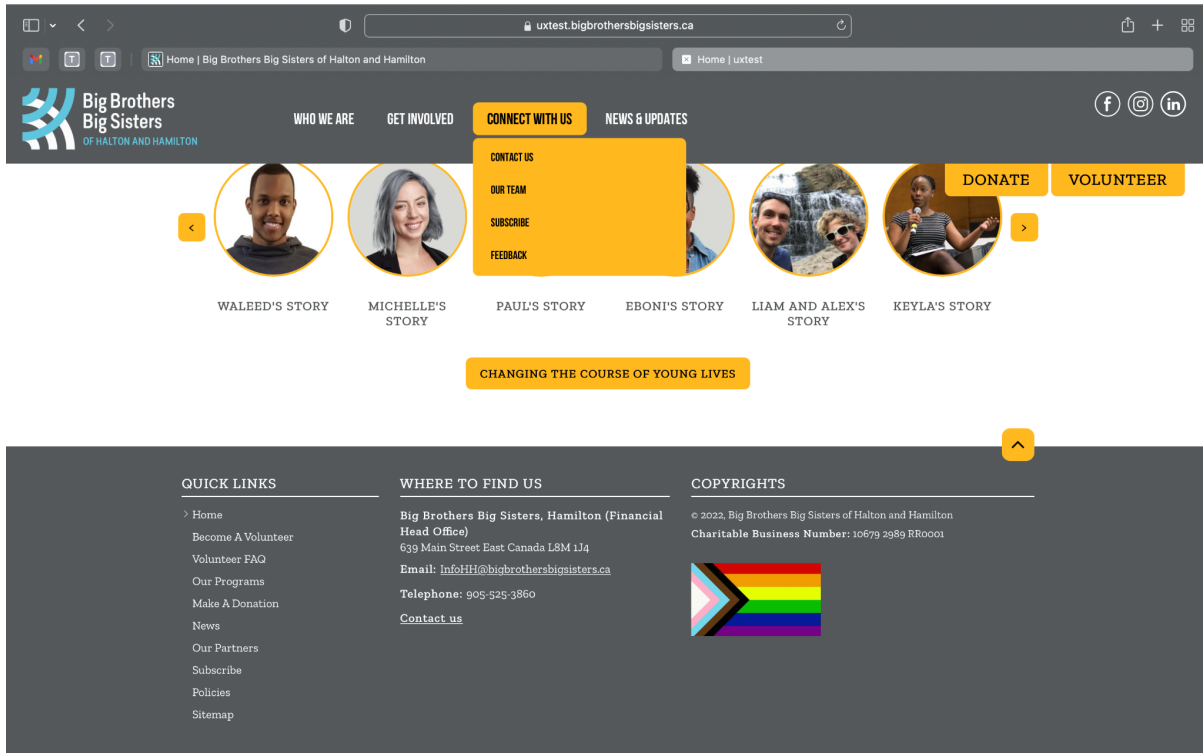 uxtest.bigbrothersbigsisters.ca
T
T
Home | Big Brothers Big Sisters of Halton and Hamilton
Home | uxtest
Big Brothers
Big Sisters
OF HALTON AND HAMILTON
WHO WE ARE
GET INVOLVED
CONNECT WITH US
NEWS & UPDATES
f
in
CONTACT US
OUR TEAM
SUBSCRIBE
FEEDBACK
DONATE
VOLUNTEER
<
>
WALEED'S STORY
MICHELLE'S
STORY
PAUL'S STORY
EBONI'S STORY
LIAM AND ALEX'S
STORY
KEYLA'S STORY
CHANGING THE COURSE OF YOUNG LIVES
QUICK LINKS
> Home
Become A Volunteer
Volunteer FAQ
Our Programs
Make A Donation
News
Our Partners
Subscribe
Policies
Sitemap
WHERE TO FIND US
Big Brothers Big Sisters, Hamilton (Financial
Head Office)
639 Main Street East Canada L8M 1J4
Email: InfoHH@bigbrothersbigsisters.ca
Telephone: 905-525-3860
Contact us
COPYRIGHTS
© 2022, Big Brothers Big Sisters of Halton and Hamilton
Charitable Business Number: 10679 2989 RR0001